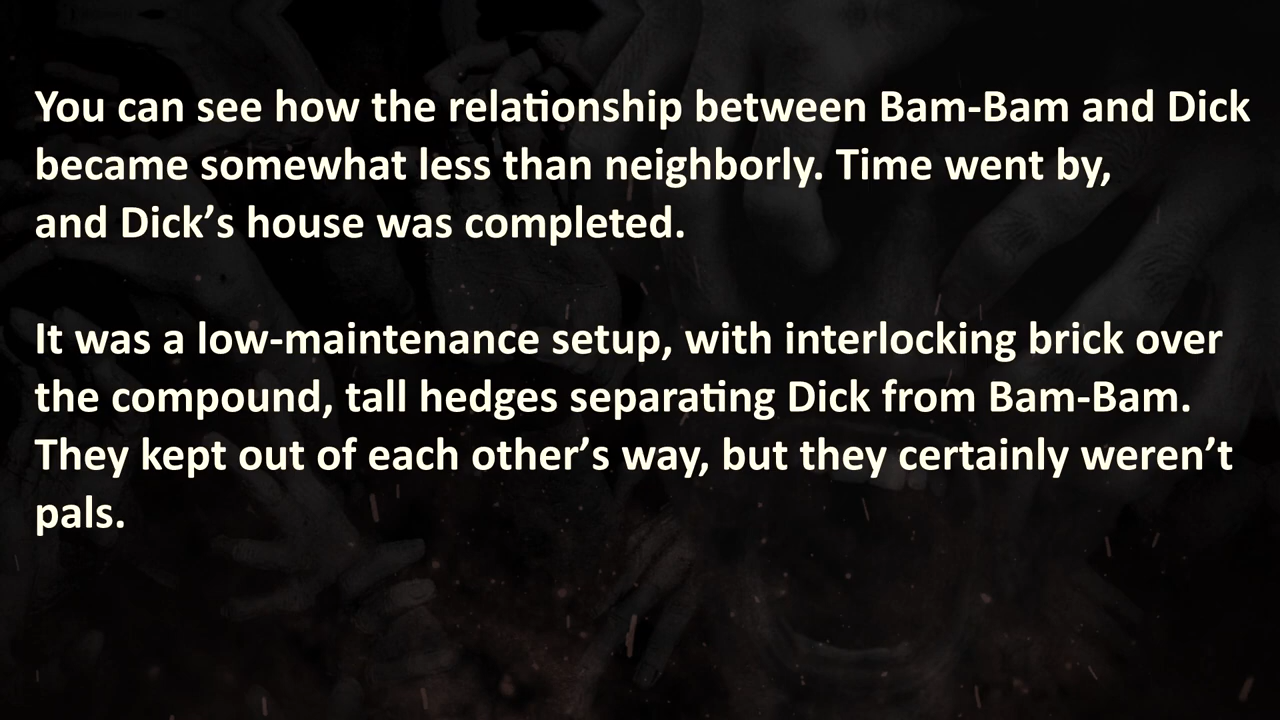 You can see how the relationship between Bam-Bam and Dick
became somewhat less than neighborly. Time went by,
and Dick’s house was completed.
It was a low-maintenance setup, with interlocking brick over
the compound, tall hedges separating Dick from Bam-Bam.
They kept out of each other’s way, but they certainly weren’t
pals.